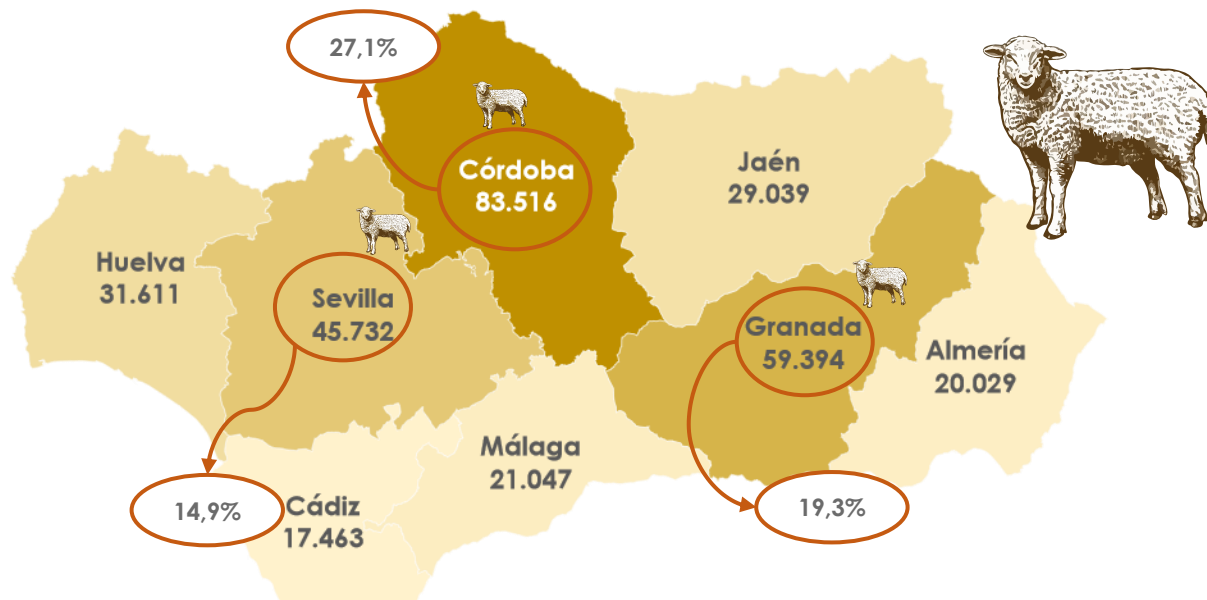 27,1%
Córdoba
83.516
Jaén
29.039
Huelva
31.611
Sevilla
45.732
Granada
59.394
Almería
20.029
Málaga
21.047
14,9%
Cádiz
17.463
19,3%